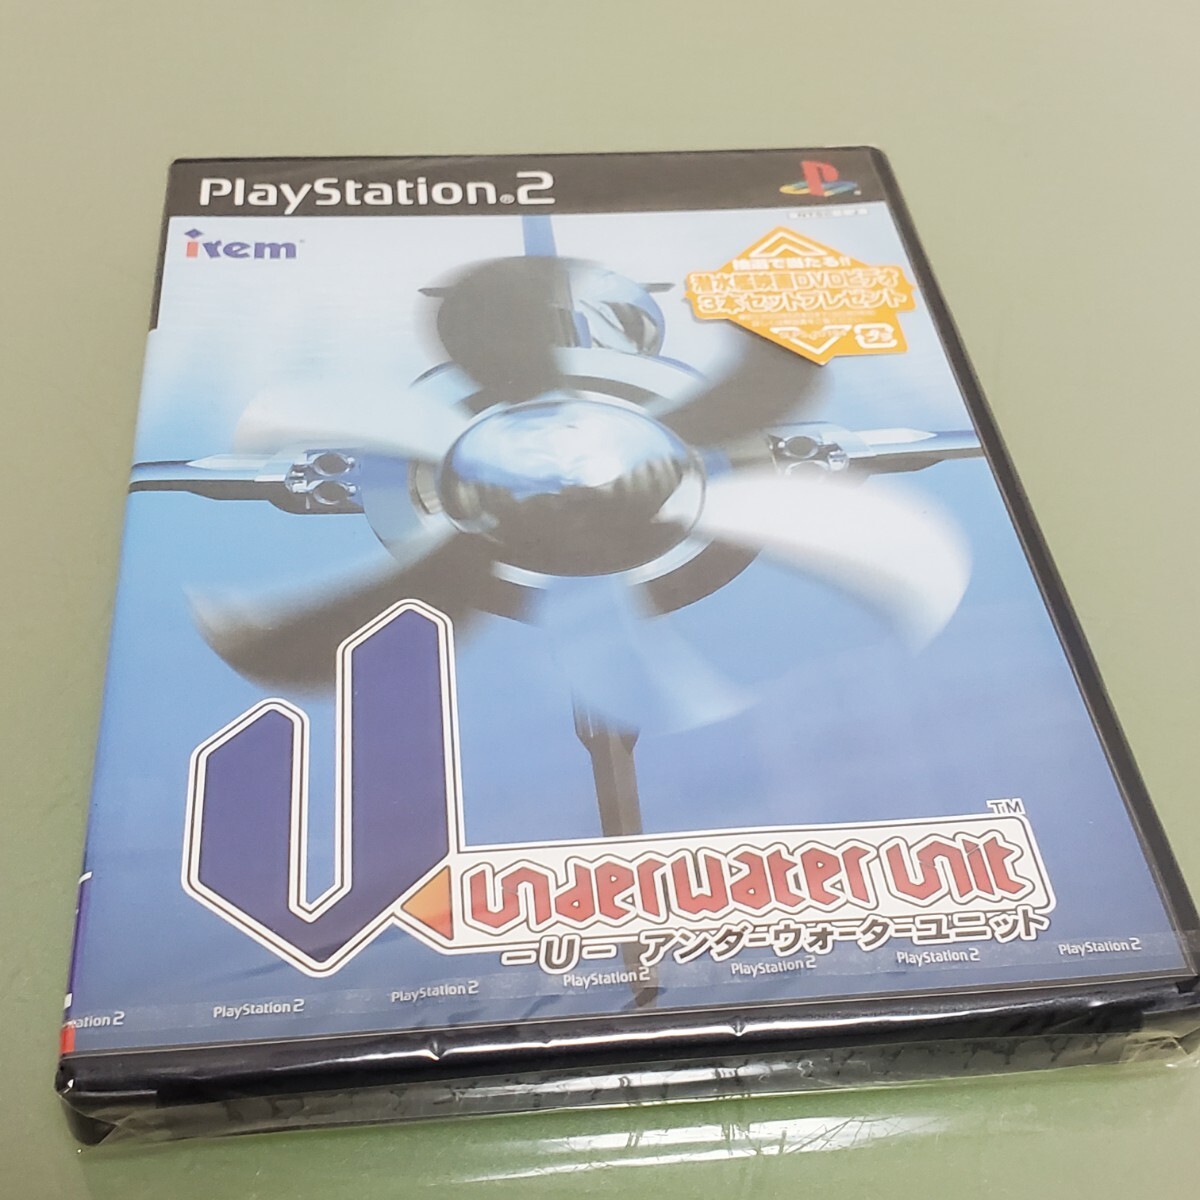 PlayStation®2
irem
NTSC J
抽選で当たる!!
潜水艦映画DVDビデオ
3本セットプレゼント
U
TM
Underwater Unit
-U- アンダーウォーターユニット
PlayStation 2
PlayStation 2
PlayStation 2
PlayStation 2
PlayStation 2
ation 2